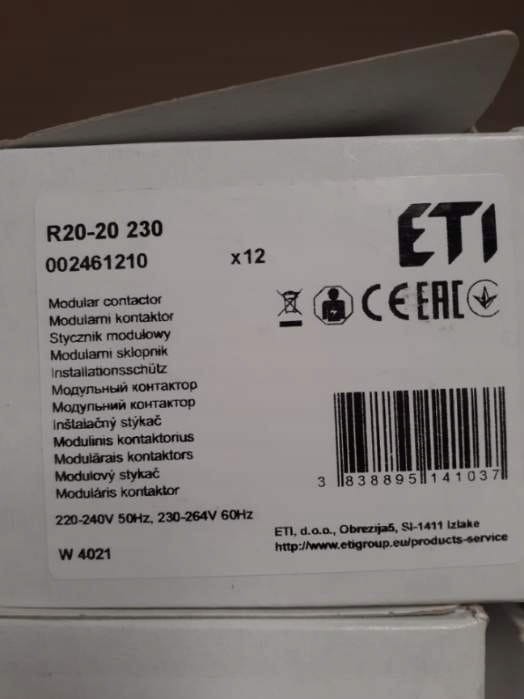 R20-20 230
002461210
x12
ETI
Modular contactor
Modularni kontaktor
Stycznik modułowy
Modularni sklopnik
Installationsschütz
Модульный контактор
Модульний контактор
Inštalačný stýkač
Modulinis kontaktorius
Modulārais kontaktors
Modulový stykač
Moduláris kontaktor
CE EAC
3 838895 141037
220-240V 50Hz, 230-264V 60Hz
W 4021
ETI, d.o.o., Obrezija5, SI-1411 Izlake
http://www.etigroup.eu/products-service